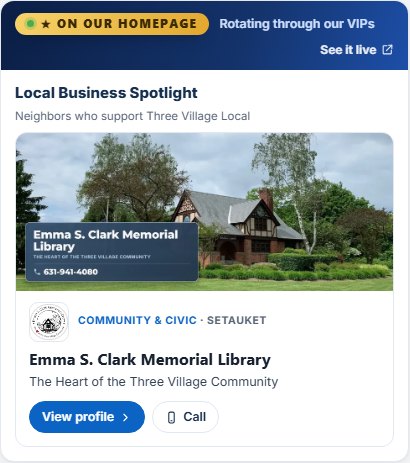 ★ ON OUR HOMEPAGE
Rotating through our VIPs
See it live
Local Business Spotlight
Neighbors who support Three Village Local
Emma S. Clark Memorial
Library
THE HEART OF THE THREE VILLAGE COMMUNITY
631-941-4080
COMMUNITY & CIVIC · SETAUKET
Emma S. Clark Memorial Library
The Heart of the Three Village Community
View profile
Call